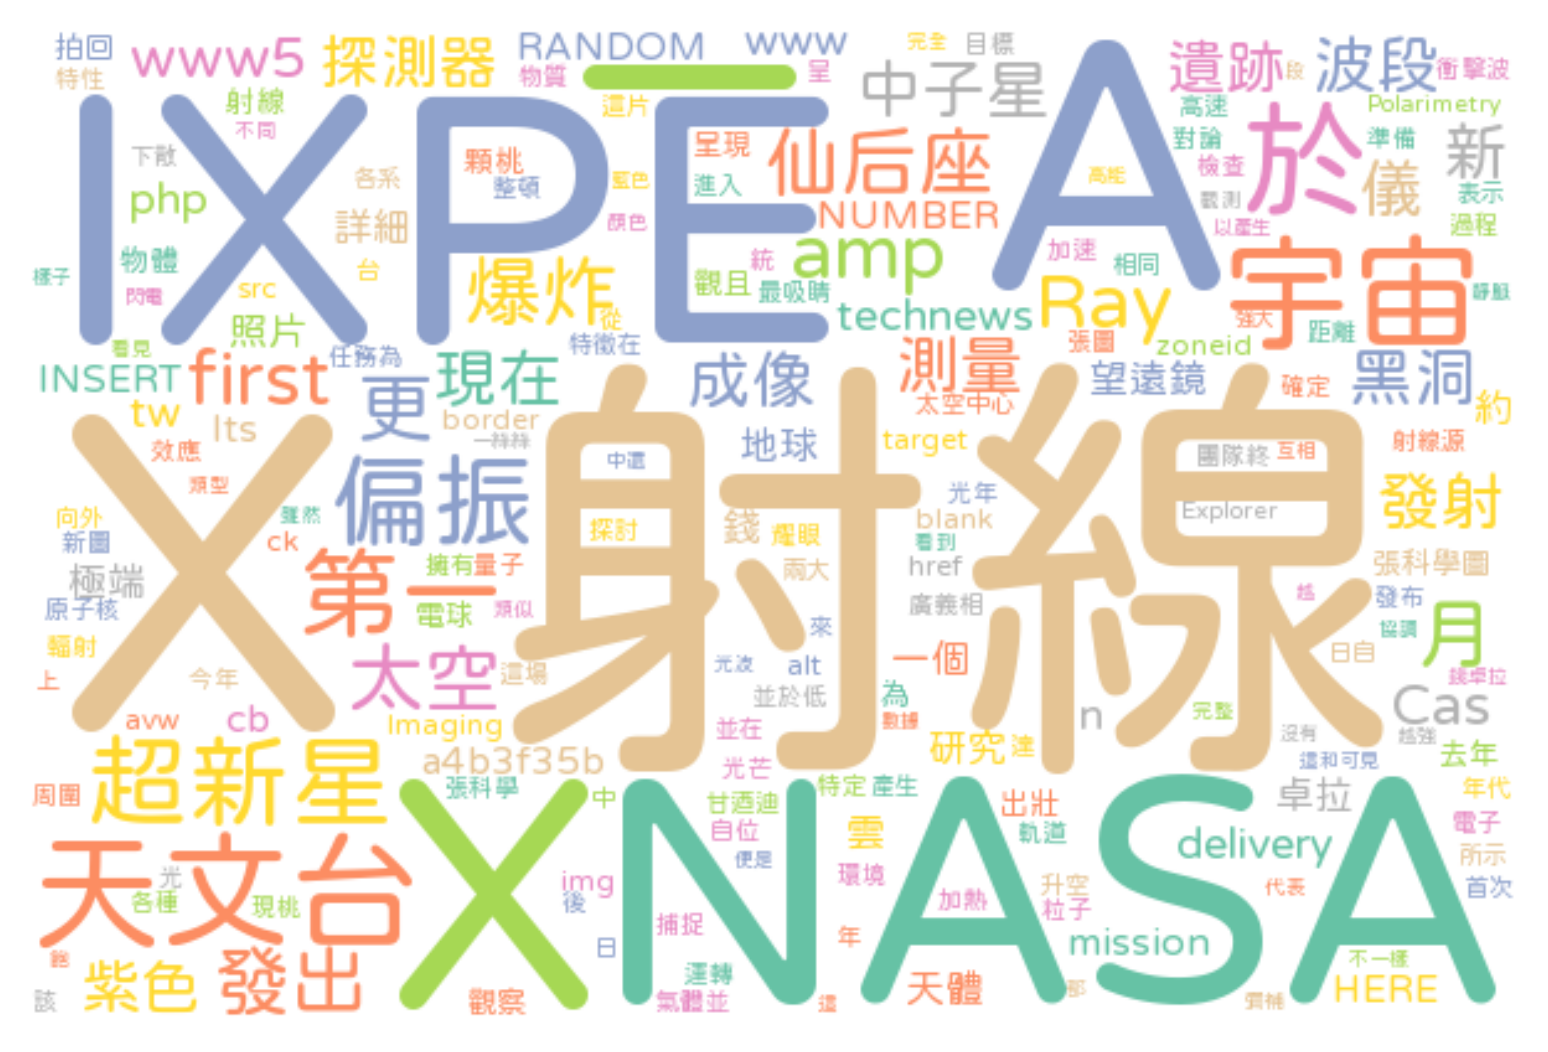 拍回 www5 探測器 RANDOM www 完全 目標 遺跡 段 波段 衝擊波
特性 物質 呈 中子星
射線 這片 高速 Polarimetry
不同 IXPE A 於 新
下散 顆桃 呈現 仙后座 對論 準備
php 各系 整頓 藍色 進入 高能 檢查 儀 表示
詳細 顏色 NUMBER 觀測 以產生 過程
物體 台 統 amp 加速 相同 宇宙
樣子 閃電 src 爆炸 從 觀且 最吸睛 Ray 強大 距離 靜脈
照片 technews 張圖 zoneid
看見 任務為 特徵在
INSERT first 更 現在 成像 測量 望遠鏡 確定 黑洞
tw Its border 太空中心 約
效應 一絲絲 地球 target 團隊終 互相 射線源
類型 偏振 中還 光年
X 射線
向外 雖然 探討 錢 耀眼 blank Explorer 發射
新圖 ck 看到
極端 第一 擁有 量子 兩大 href 張科學圖
原子核 電球 類似 廣義相 越 發布
輻射 來 協調 月
上 今年 太空 這場 光波 alt 一個 日自 錢卓拉
並於低 為 Cas
avw cb Imaging 並在 數據 n 完整 沒有 越強
超新星 a4b3f35b 光芒 研究 達 這和可見 去年
周圍 張科學 中 甘迺迪 特定 產生 出壯 卓拉 年代
X NASA
天文台 自位 雲 軌道 delivery 電子
光 便是 所示
各種 現桃 img 後 環境 加熱 升空 粒子 代表 首次
捕捉 年
日 mission 不一樣
紫色 發出 運轉 天體 部 HERE
該 觀察 氣體並 這 彌補